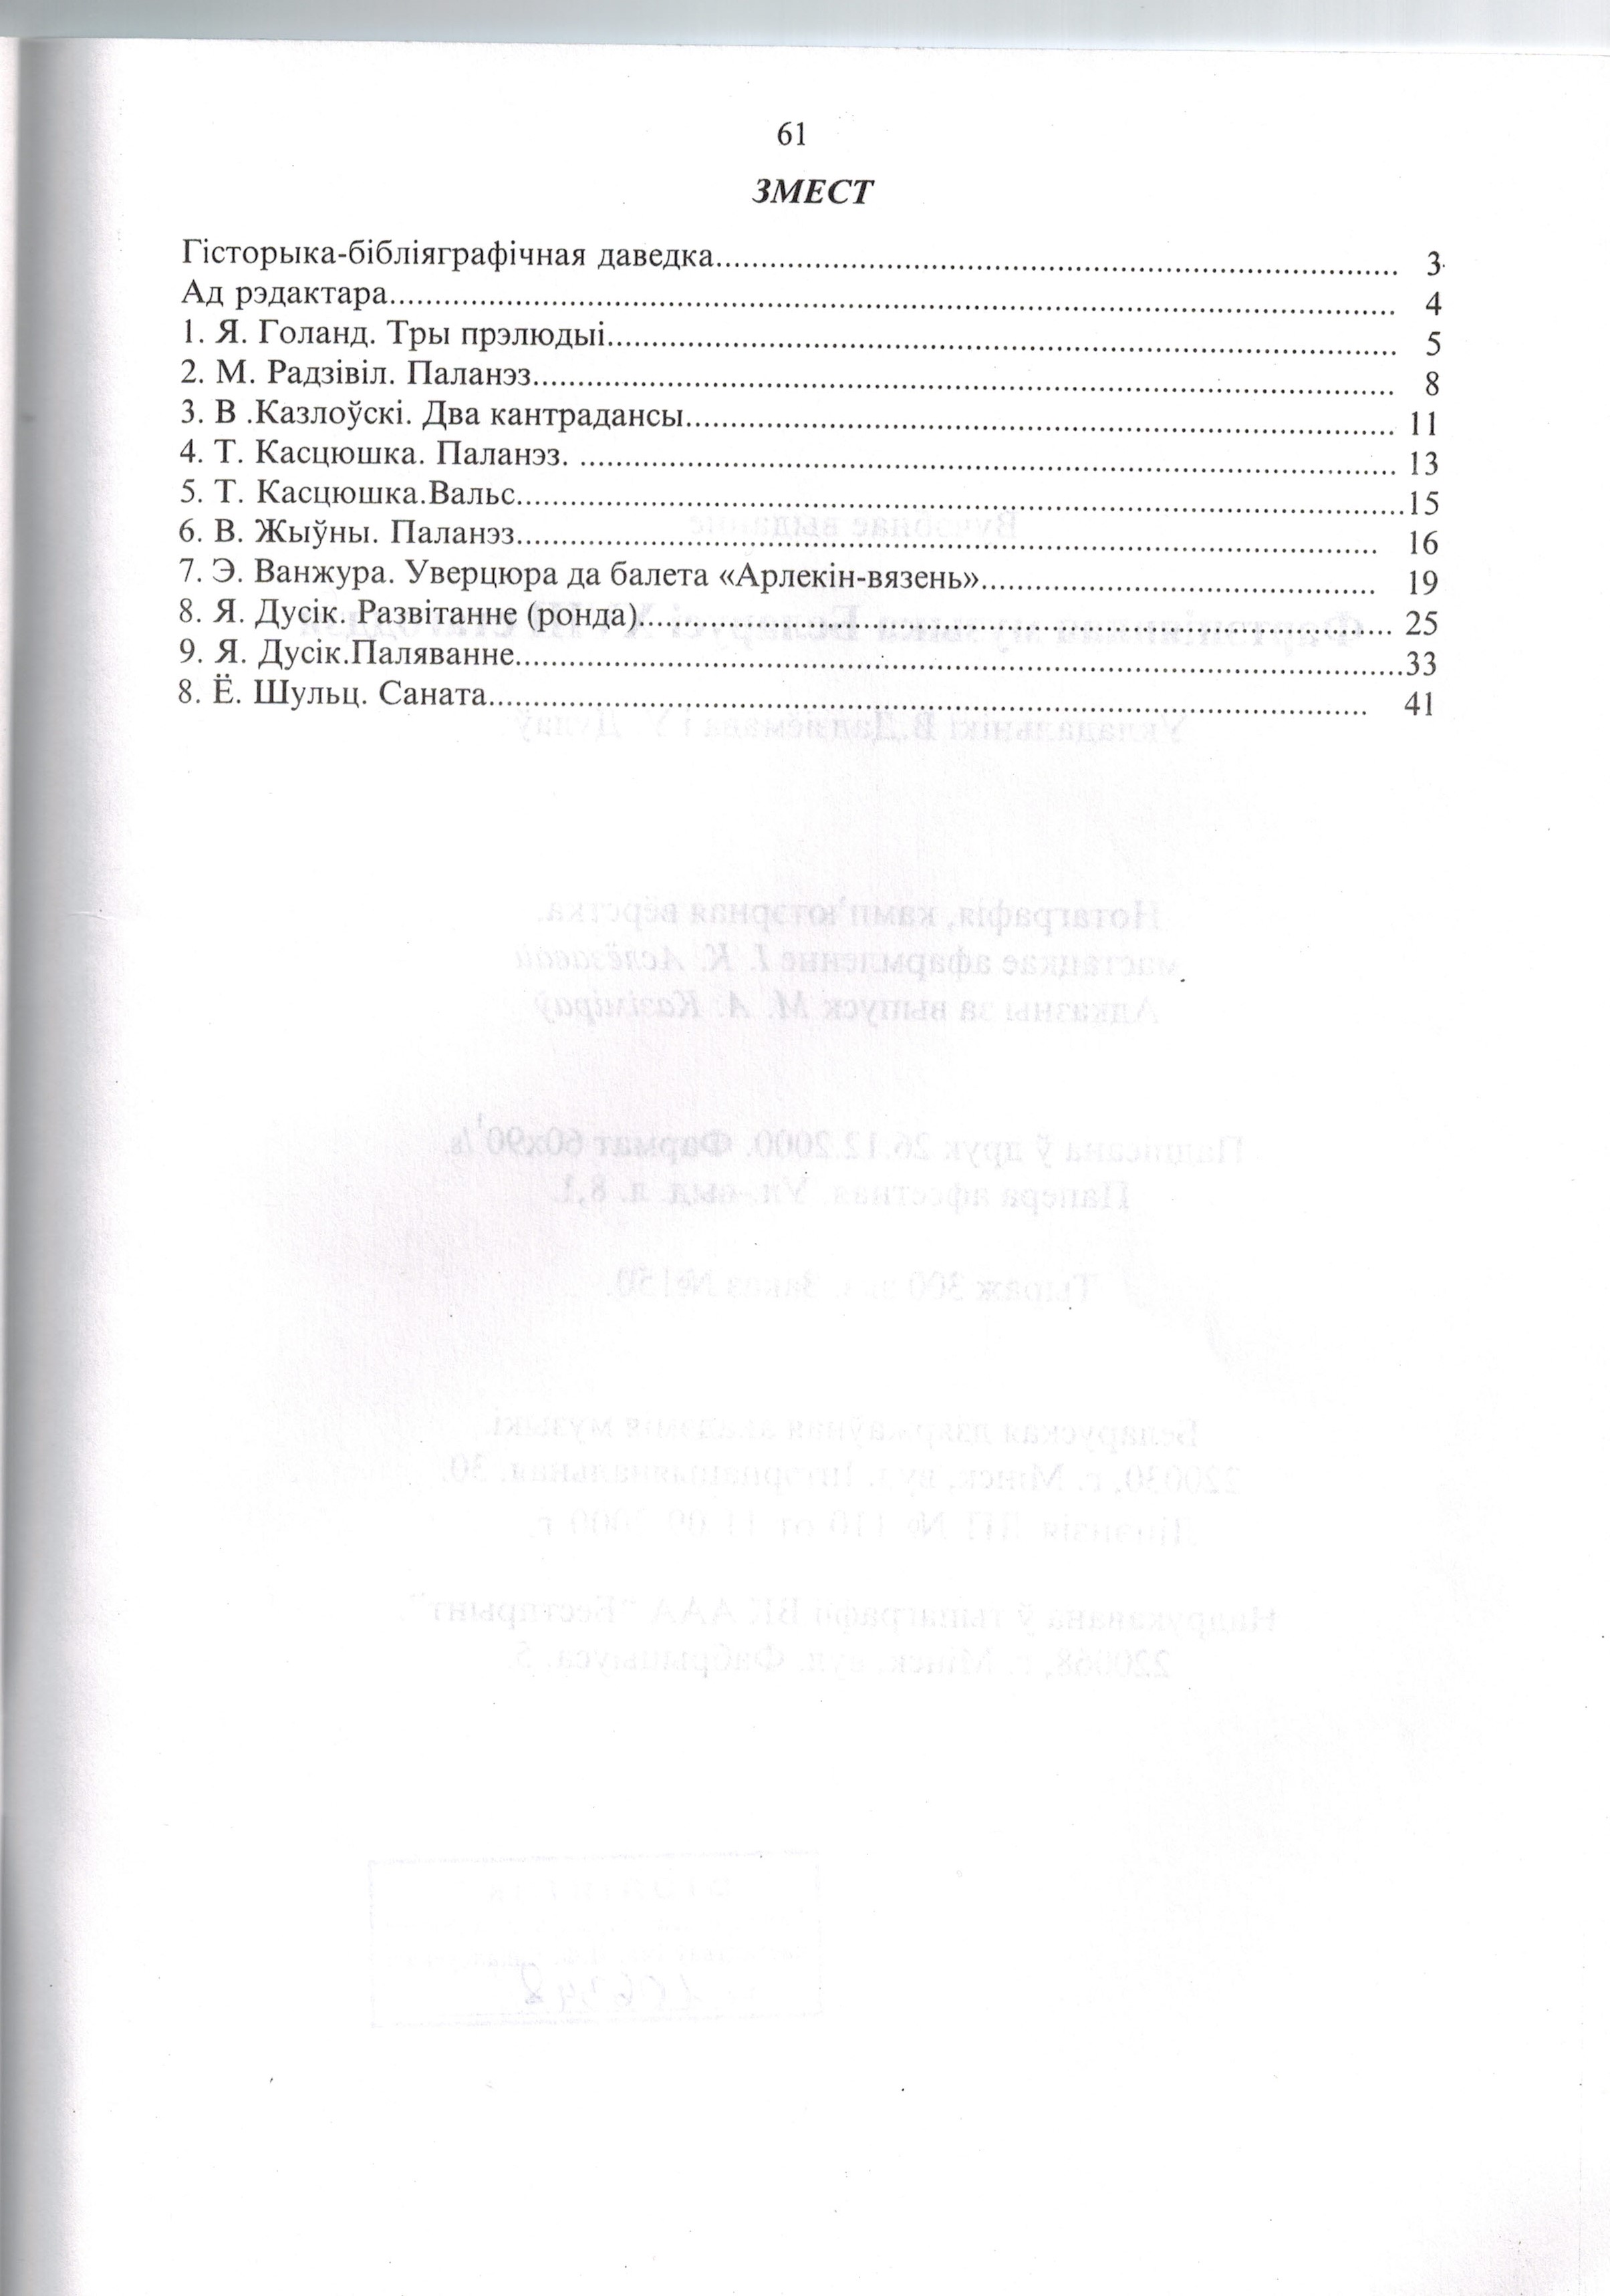 61
ЗМЕСТ
Гісторыка-бібліяграфічная даведка........................................ 3
Ад рэдактара........................................ 4
1. Я. Голанд. Тры прэлюдыі........................................ 5
2. М. Радзівіл. Паланэз........................................ 8
3. В .Казлоўскі. Два кантрадансы........................................ 11
4. Т. Касцюшка. Паланэз. ........................................ 13
5. Т. Касцюшка.Вальс........................................15
6. В. Жыўны. Паланэз........................................ 16
7. Э. Ванжура. Уверцюра да балета «Арлекін-вязень»........................................ 19
8. Я. Дусік. Развітанне (ронда)........................................ 25
9. Я. Дусік.Паляванне........................................33
8. Ё. Шульц. Саната........................................ 41